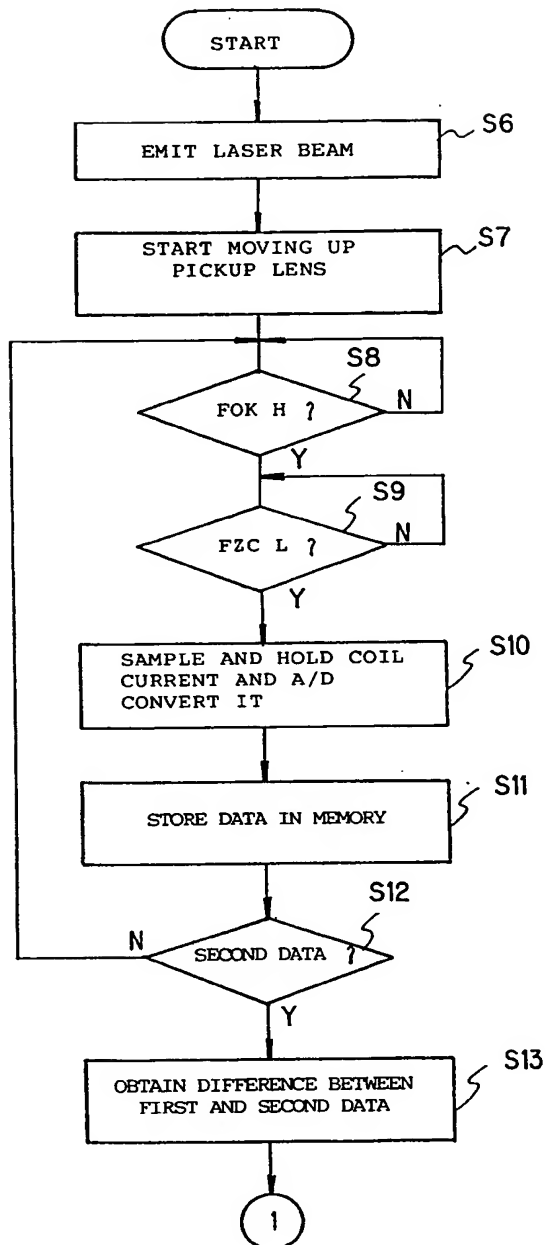 START
EMIT LASER BEAM
S6
START MOVING UP
PICKUP LENS
S7
FOK H ?
S8
N
Y
FZC L ?
S9
N
Y
SAMPLE AND HOLD COIL
CURRENT AND A/D
CONVERT IT
S10
STORE DATA IN MEMORY
S11
SECOND DATA ?
S12
N
Y
OBTAIN DIFFERENCE BETWEEN
FIRST AND SECOND DATA
S13
1